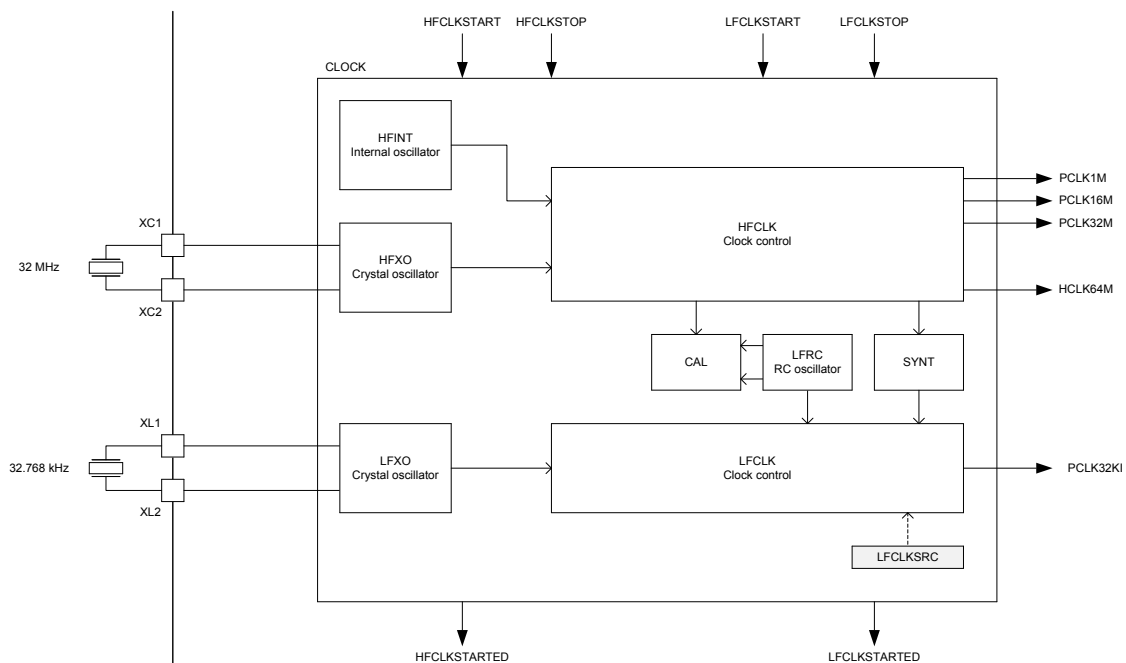 HFCLKSTART HFCLKSTOP LFCLKSTART LFCLKSTOP
CLOCK
HFINT
Internal oscillator
PCLK1M
PCLK16M
PCLK32M
HFCLK
Clock control
XC1
32 MHz
XC2
HFXO
Crystal oscillator
HCLK64M
CAL
LFRC
RC oscillator
SYNT
XL1
32.768 kHz
XL2
LFXO
Crystal oscillator
LFCLK
Clock control
PCLK32KI
LFCLKSRC
HFCLKSTARTED LFCLKSTARTED